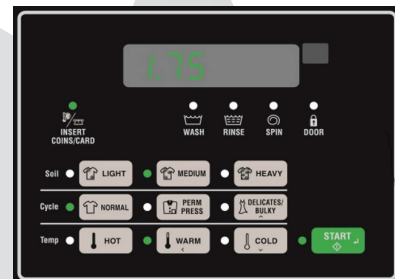 1.75
INSERT
COINS/CARD
WASH RINSE SPIN DOOR
Soil LIGHT MEDIUM HEAVY
Cycle NORMAL PERM PRESS DELICATES/ BULKY
Temp HOT WARM COLD START